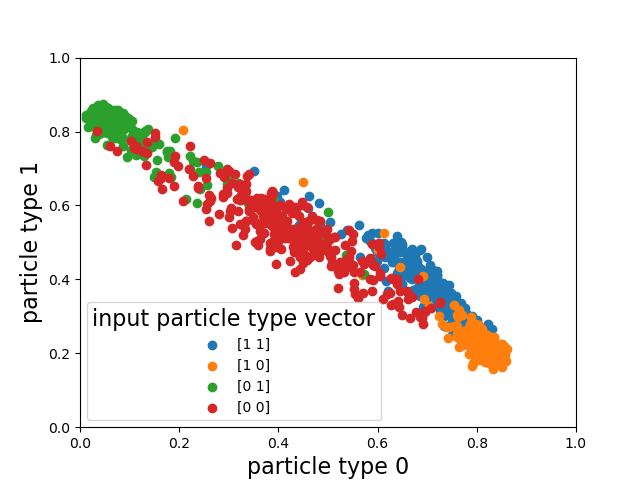 1.0
0.8
0.6
0.4
0.2
0.0
particle type 1
input particle type vector
[1 1]
[1 0]
[0 1]
[0 0]
0.0 0.2 0.4 0.6 0.8 1.0
particle type 0